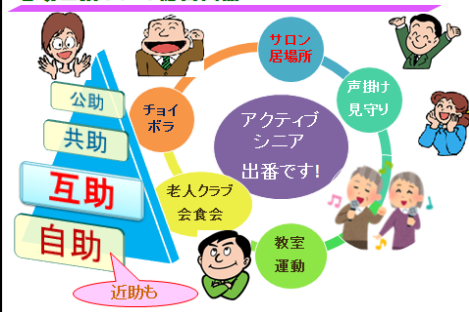 公助
共助
互助
自助
近助も
サロン
居場所
声掛け
見守り
チョイ
ボラ
アクティブ
シニア
出番です!
老人クラブ
会食会
教室
運動